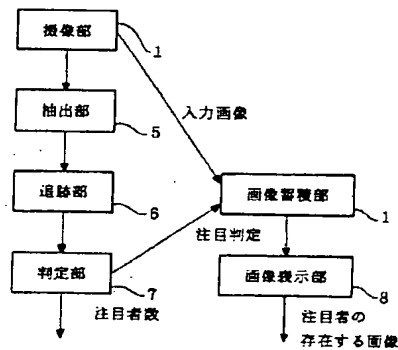 撮像部
1
抽出部
5
入力画像
追跡部
6
画像蓄積部
1
注目判定
判定部
7
注目者数
画像表示部
8
注目者の
存在する画像